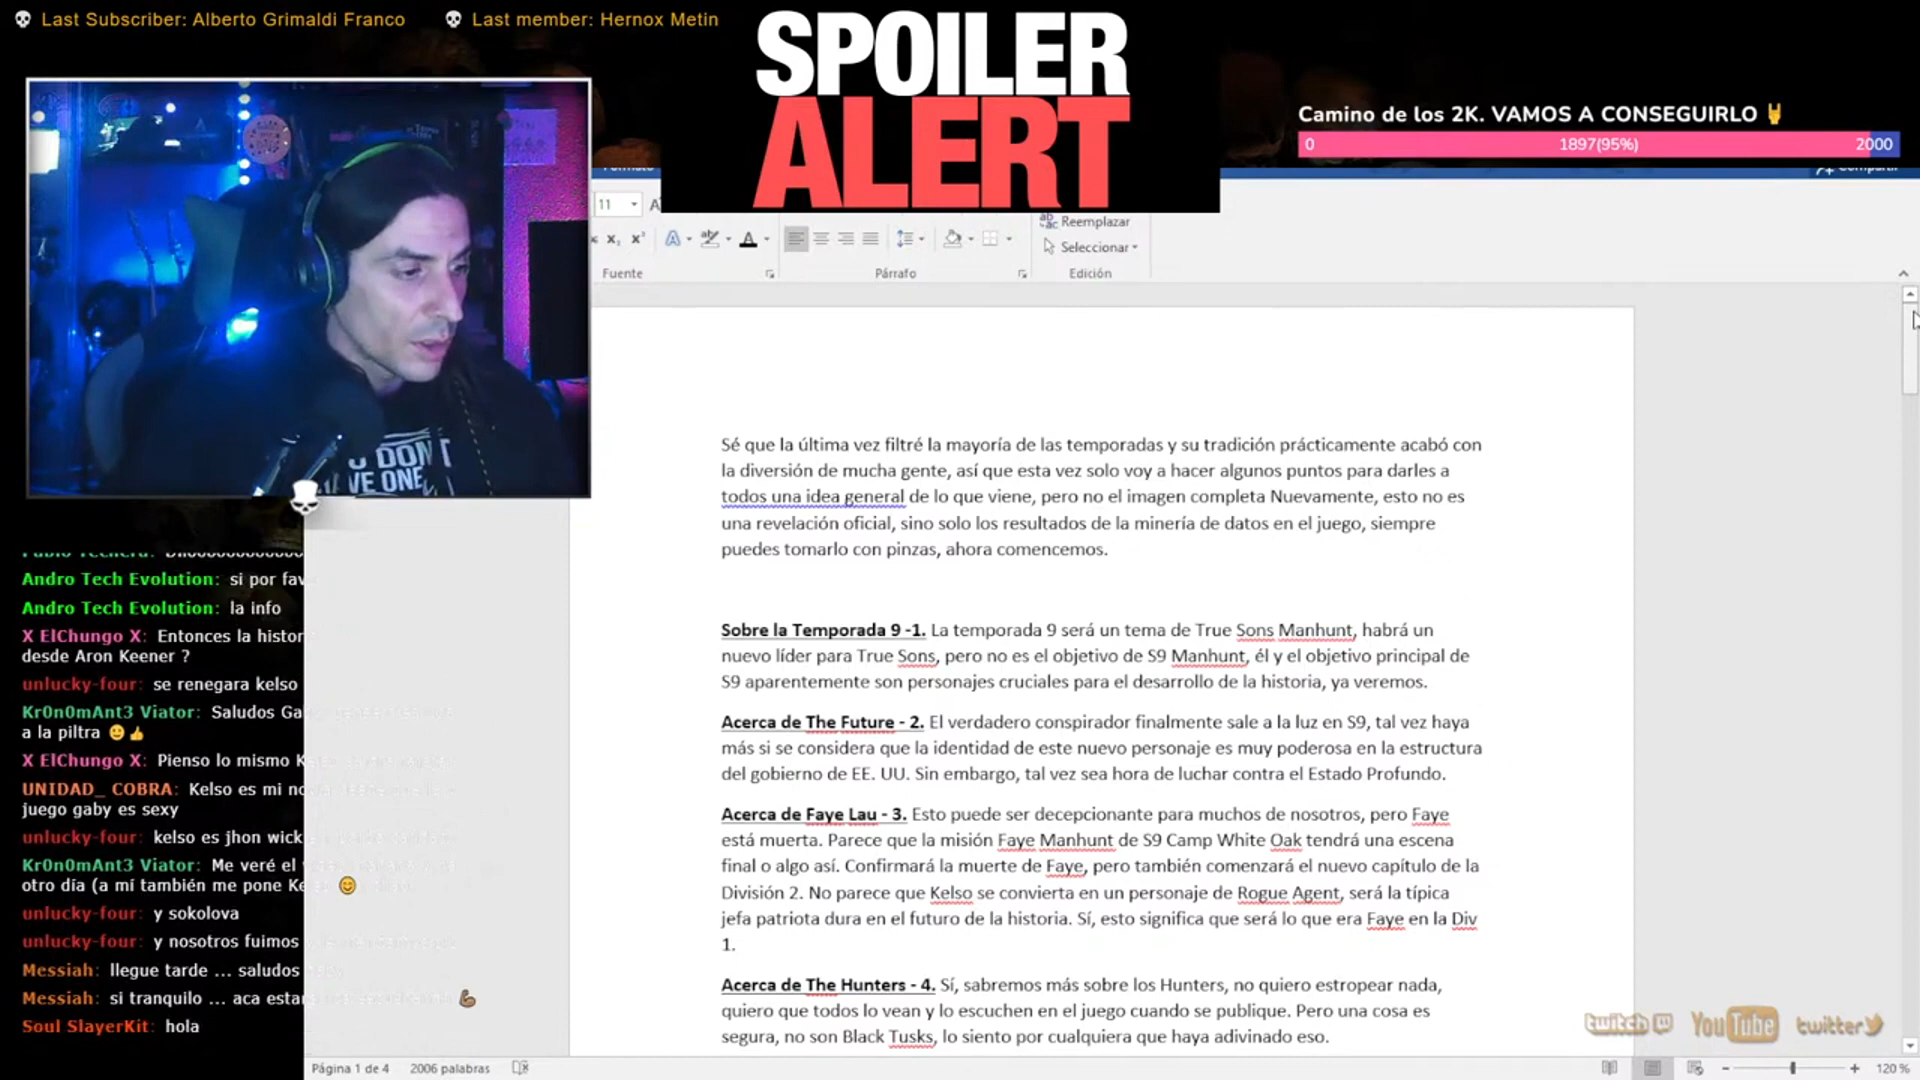 Last Subscriber: Alberto Grimaldi Franco
Last member: Hernox Metin
SPOILER
ALERT
Camino de los 2K. VAMOS A CONSEGUIRLO 🤘
0 1897(95%) 2000
11
Reemplazar
Seleccionar
Fuente
Párrafo
Edición
Sé que la última vez filtré la mayoría de las temporadas y su tradición prácticamente acabó con
la diversión de mucha gente, así que esta vez solo voy a hacer algunos puntos para darles a
todos una idea general de lo que viene, pero no el imagen completa Nuevamente, esto no es
una revelación oficial, sino solo los resultados de la minería de datos en el juego, siempre
puedes tomarlo con pinzas, ahora comencemos.
Sobre la Temporada 9 -1. La temporada 9 será un tema de True Sons Manhunt, habrá un
nuevo líder para True Sons, pero no es el objetivo de S9 Manhunt, él y el objetivo principal de
S9 aparentemente son personajes cruciales para el desarrollo de la historia, ya veremos.
Acerca de The Future - 2. El verdadero conspirador finalmente sale a la luz en S9, tal vez haya
más si se considera que la identidad de este nuevo personaje es muy poderosa en la estructura
del gobierno de EE. UU. Sin embargo, tal vez sea hora de luchar contra el Estado Profundo.
Acerca de Faye Lau - 3. Esto puede ser decepcionante para muchos de nosotros, pero Faye
está muerta. Parece que la misión Faye Manhunt de S9 Camp White Oak tendrá una escena
final o algo así. Confirmará la muerte de Faye, pero también comenzará el nuevo capítulo de la
División 2. No parece que Kelso se convierta en un personaje de Rogue Agent, será la típica
jefa patriota dura en el futuro de la historia. Sí, esto significa que será lo que era Faye en la Div
1.
Acerca de The Hunters - 4. Sí, sabremos más sobre los Hunters, no quiero estropear nada,
quiero que todos lo vean y lo escuchen en el juego cuando se publique. Pero una cosa es
segura, no son Black Tusks, lo siento por cualquiera que haya adivinado eso.
Andro Tech Evolution: si por fav
Andro Tech Evolution: la info
X ElChungo X: Entonces la histor
desde Aron Keener ?
unlucky-four: se renegara kelso
Kr0n0mAnt3 Viator: Saludos Ga
a la piltra 🙂👍
X ElChungo X: Pienso lo mismo K
UNIDAD_ COBRA: Kelso es mi no
juego gaby es sexy
unlucky-four: kelso es jhon wick
Kr0n0mAnt3 Viator: Me veré el
otro día (a mi también me pone Ke 😊
unlucky-four: y sokolova
unlucky-four: y nosotros fuimos
Messiah: llegue tarde ... saludos
Messiah: si tranquilo ... aca estar 💪🏽
Soul SlayerKit: hola
twitch
YouTube
twitter
Página 1 de 4
2006 palabras
120 %